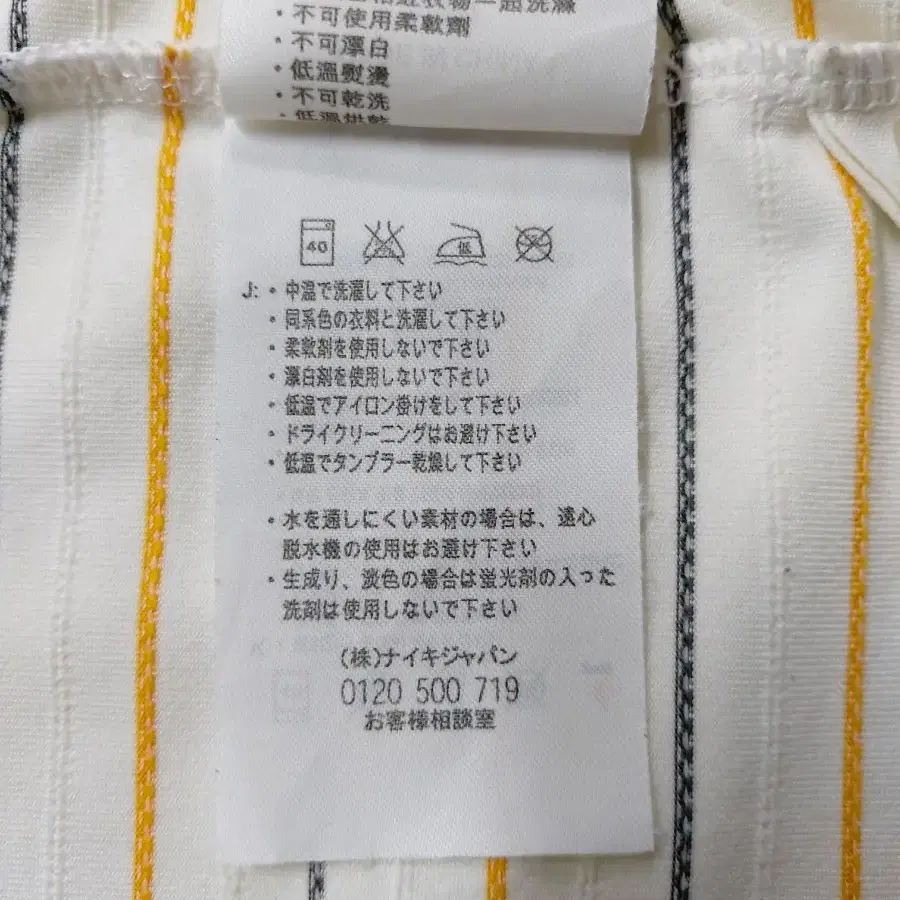 ・不可使用柔軟劑
・不可漂白
・低溫熨燙
・不可乾洗
・低溫烘乾
40
低
J: ・中温で洗濯して下さい
・同系色の衣料と洗濯して下さい
・柔軟剤を使用しないで下さい
・漂白剤を使用しないで下さい
・低温でアイロン掛けをして下さい
・ドライクリーニングはお避け下さい
・低温でタンブラー乾燥して下さい
・水を通しにくい素材の場合は、遠心
脱水機の使用はお避け下さい
・生成り、淡色の場合は蛍光剤の入った
洗剤は使用しないで下さい
(株)ナイキジャパン
0120 500 719
お客様相談室